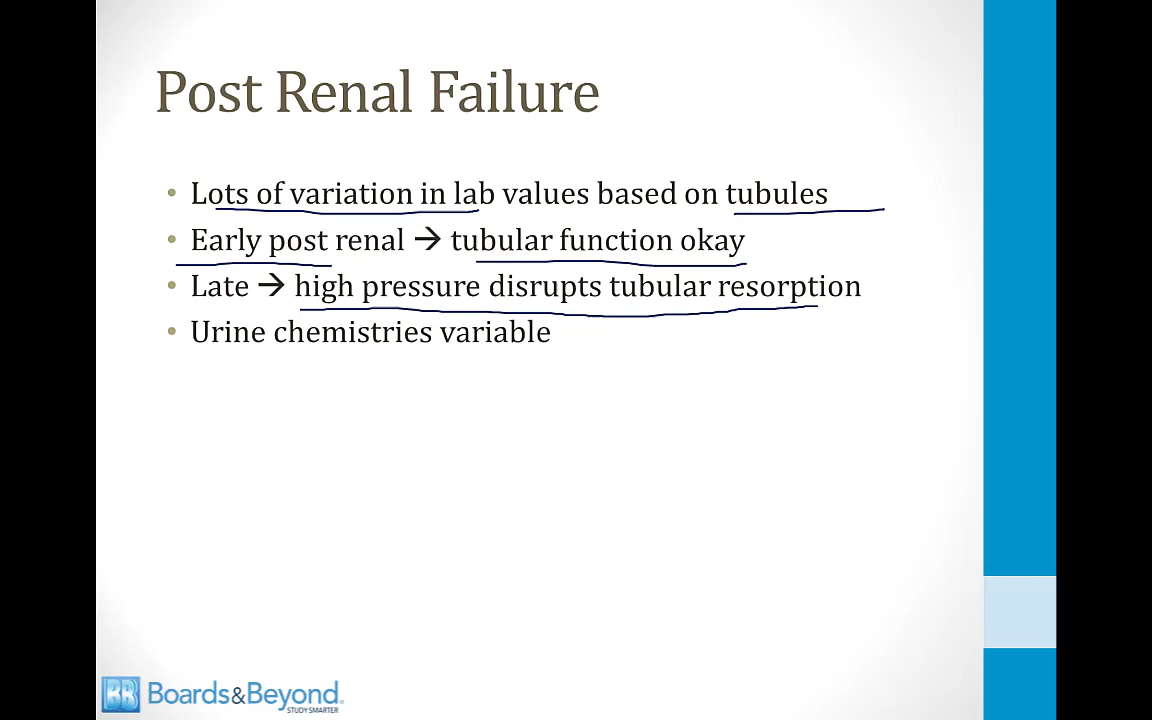 Post Renal Failure
• Lots of variation in lab values based on tubules
• Early post renal → tubular function okay
• Late → high pressure disrupts tubular resorption
• Urine chemistries variable
BB Boards&Beyond.
STUDY SMARTER